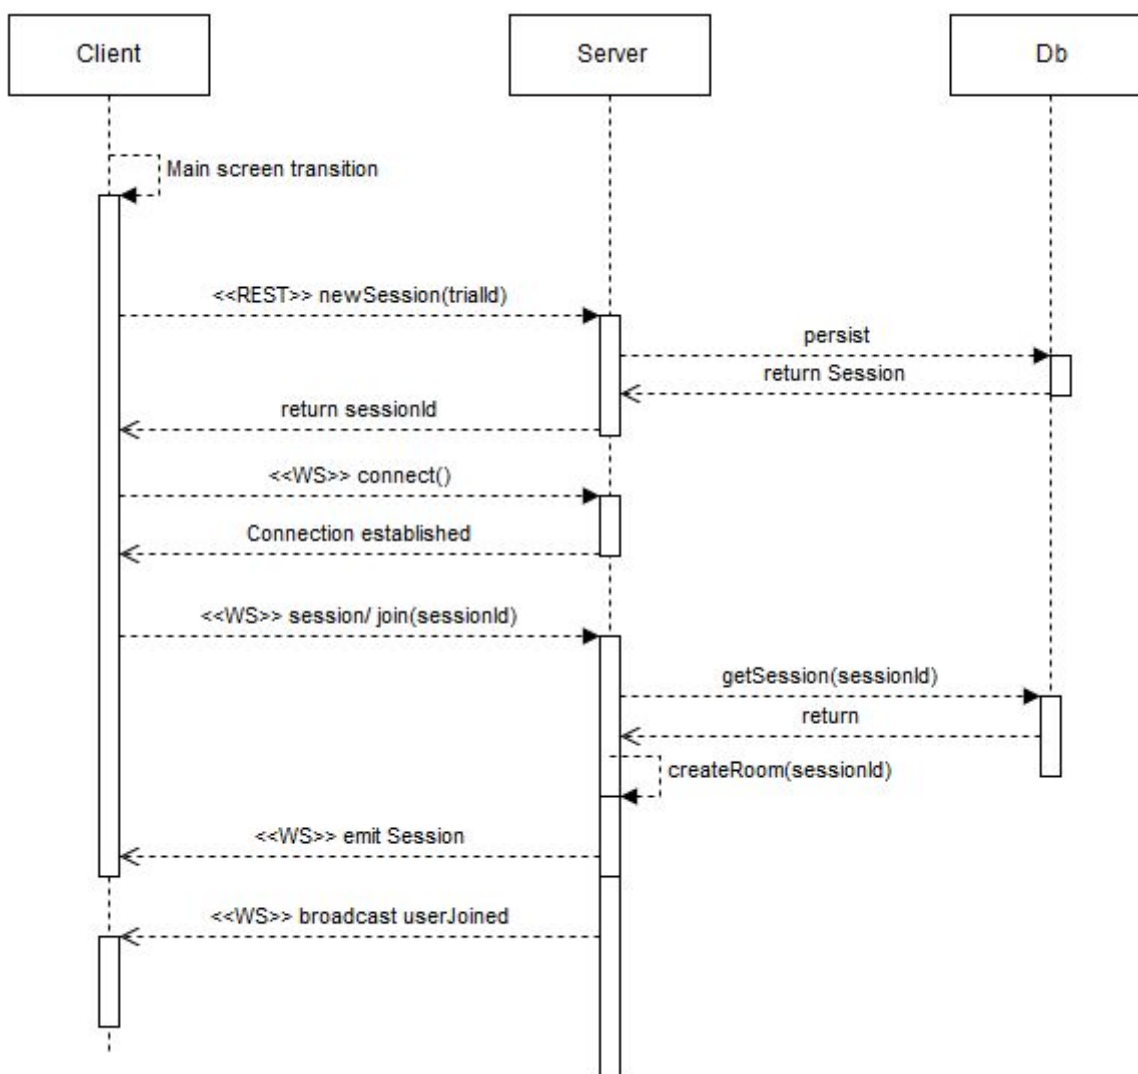 Client
Server
Db
Main screen transition
<<REST>> newSession(trialId)
persist
return Session
return sessionId
<<WS>> connect()
Connection established
<<WS>> session/ join(sessionId)
getSession(sessionId)
return
createRoom(sessionId)
<<WS>> emit Session
<<WS>> broadcast userJoined